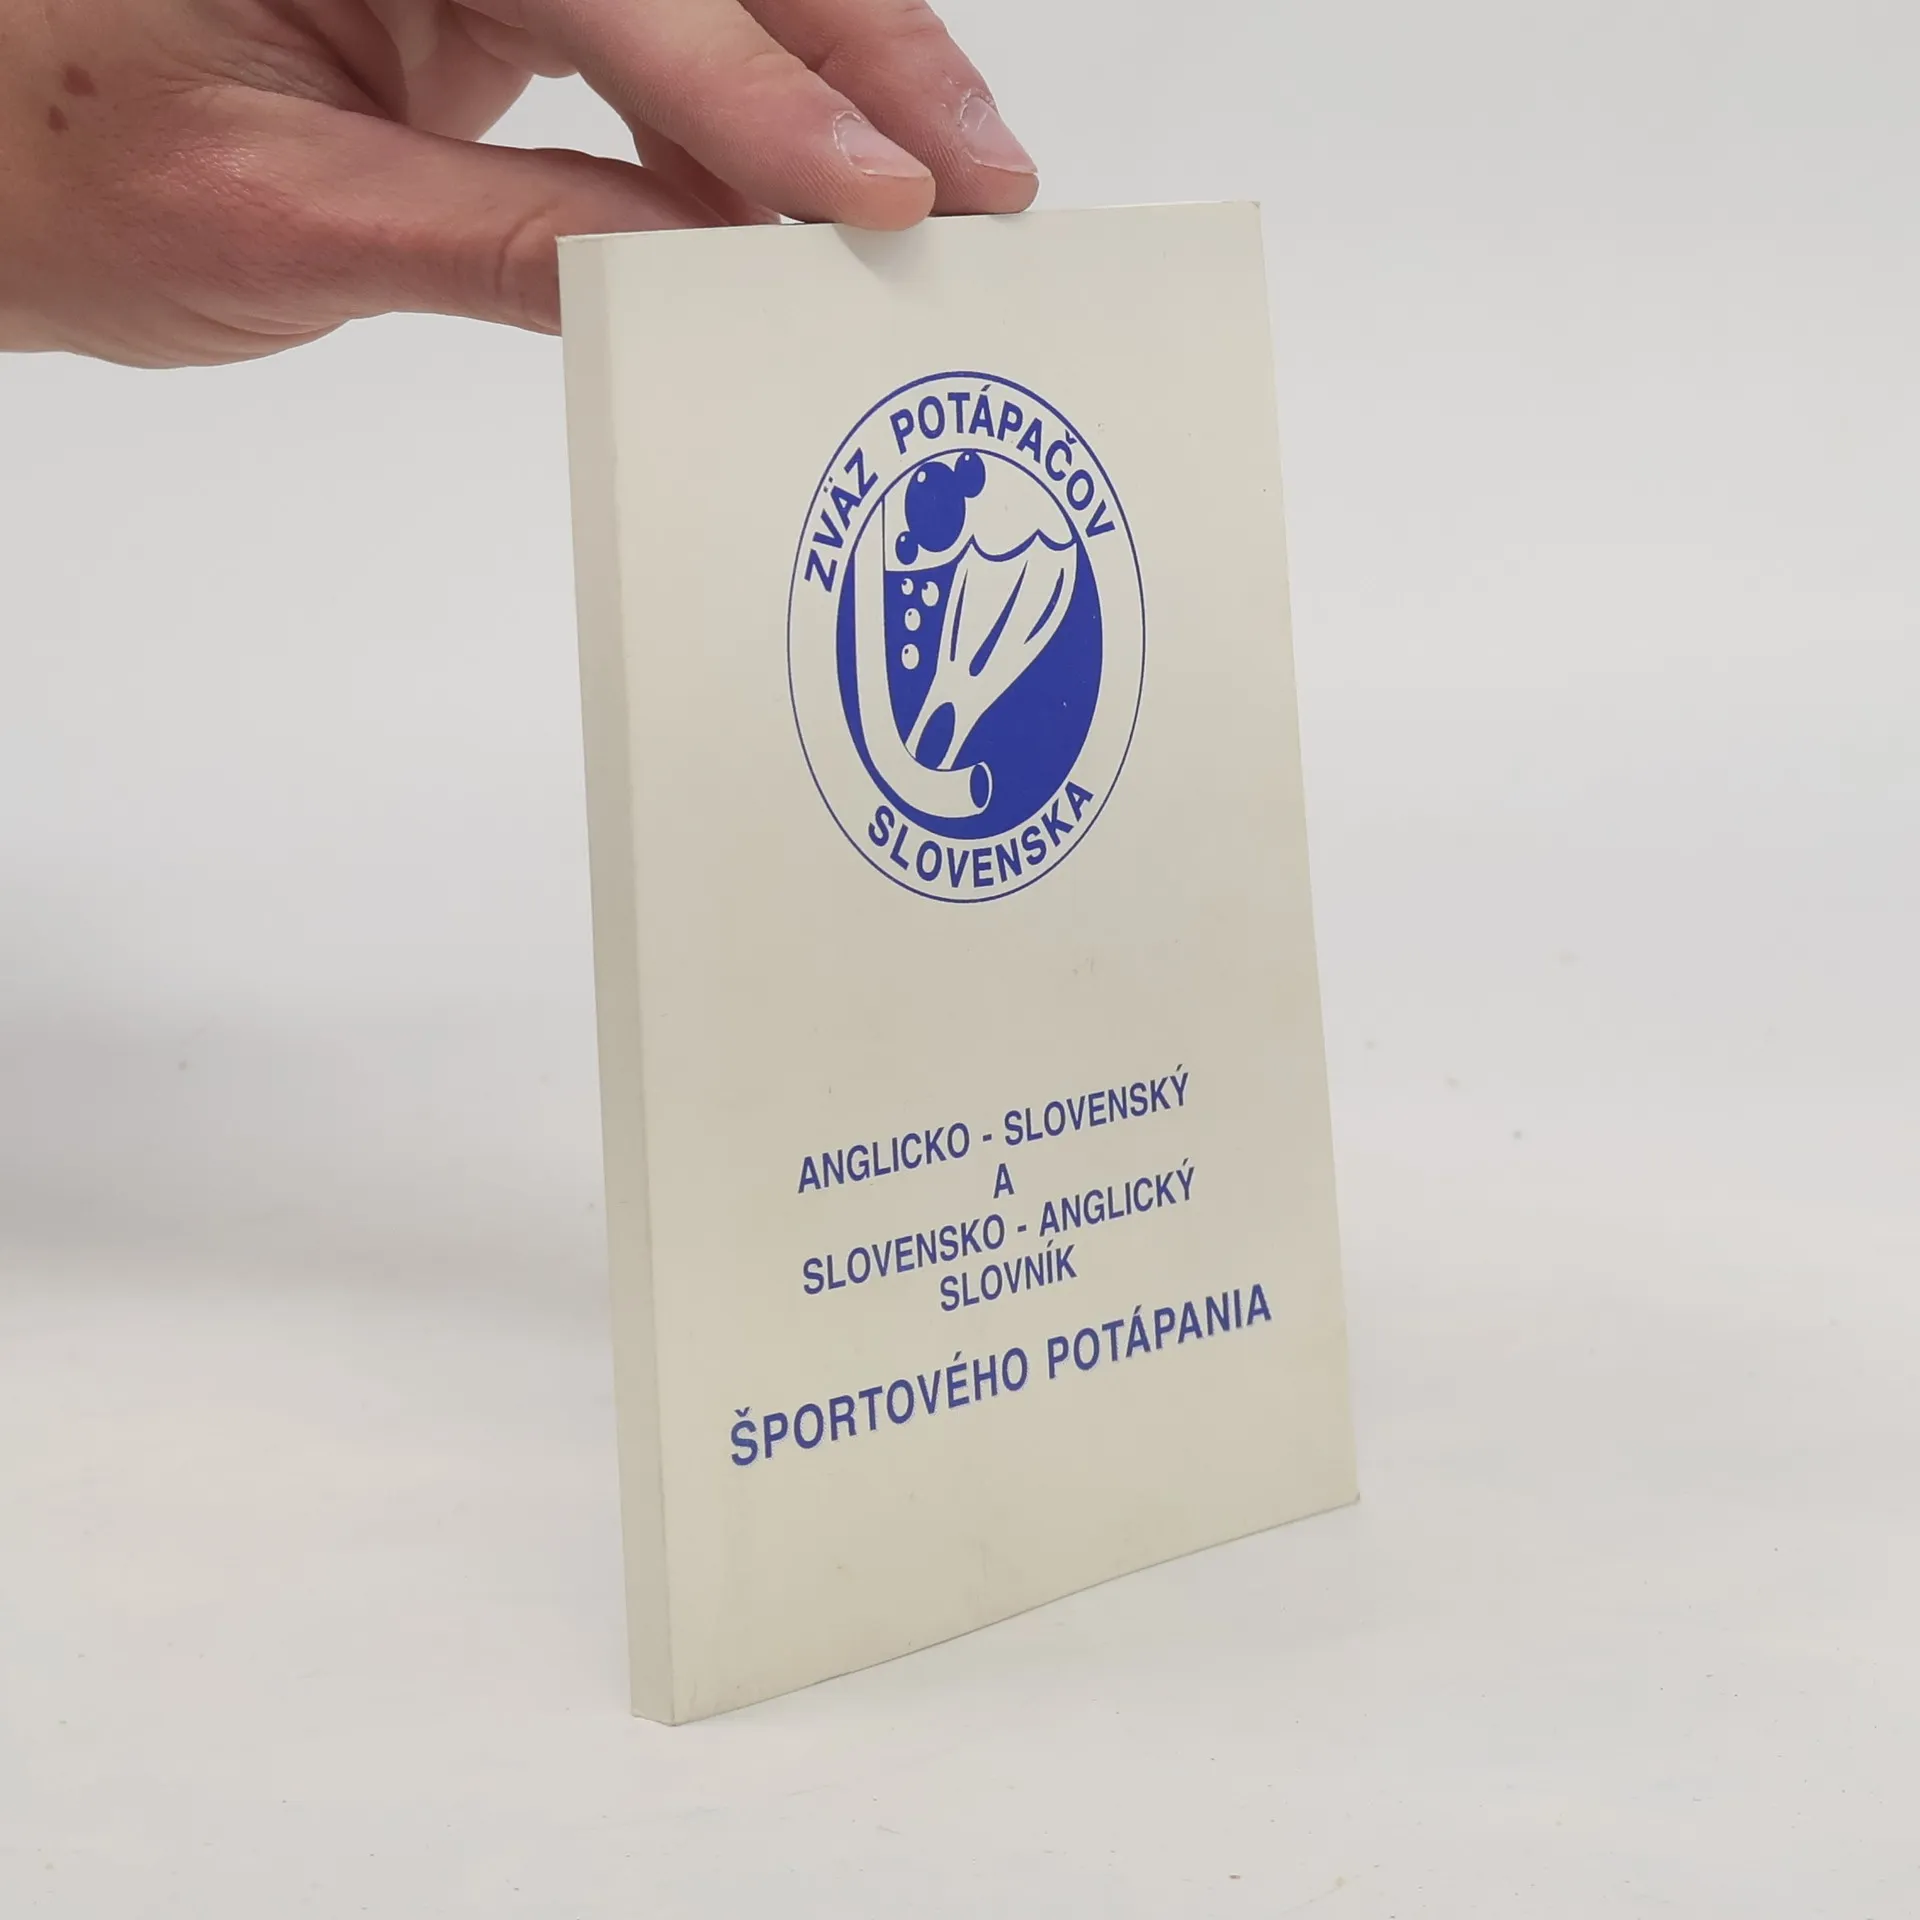 ZVÄZ POTÁPAČOV
SLOVENSKA
ANGLICKO - SLOVENSKÝ
A
SLOVENSKO - ANGLICKÝ
SLOVNÍK
ŠPORTOVÉHO POTÁPANIA